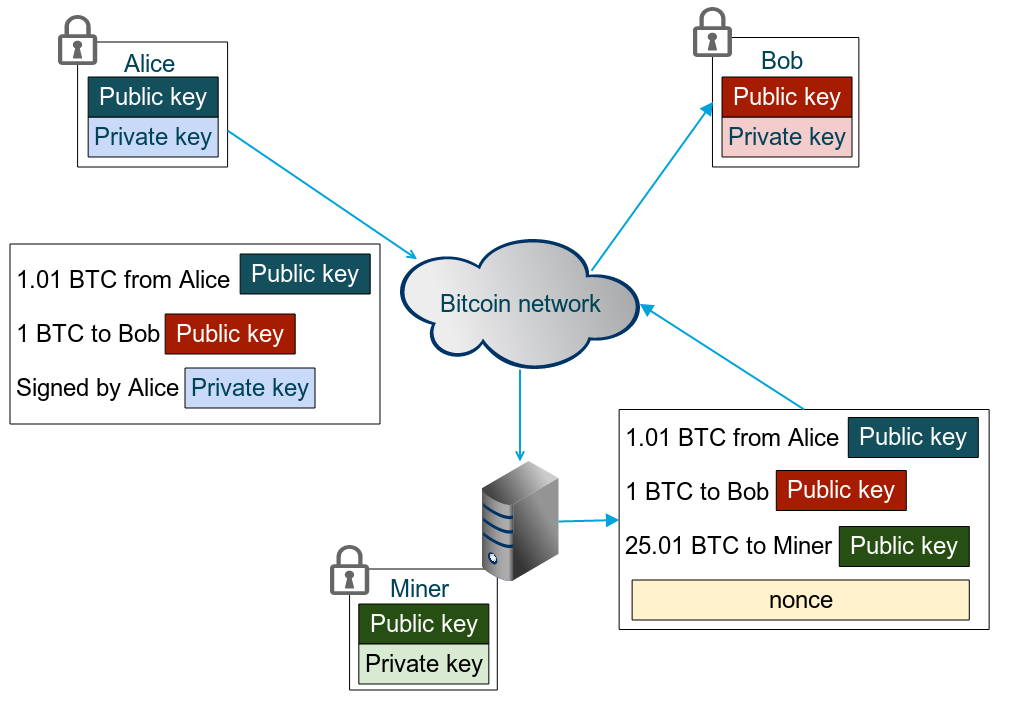 Alice
Public key
Private key
Bob
Public key
Private key
1.01 BTC from Alice Public key
1 BTC to Bob Public key
Signed by Alice Private key
Bitcoin network
1.01 BTC from Alice Public key
1 BTC to Bob Public key
25.01 BTC to Miner Public key
nonce
Miner
Public key
Private key